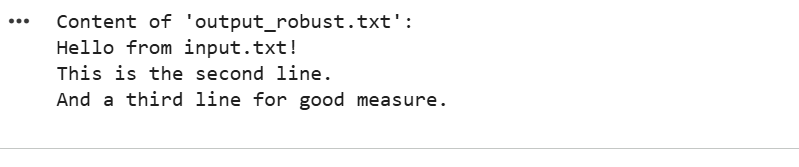 Content of 'output_robust.txt':
Hello from input.txt!
This is the second line.
And a third line for good measure.